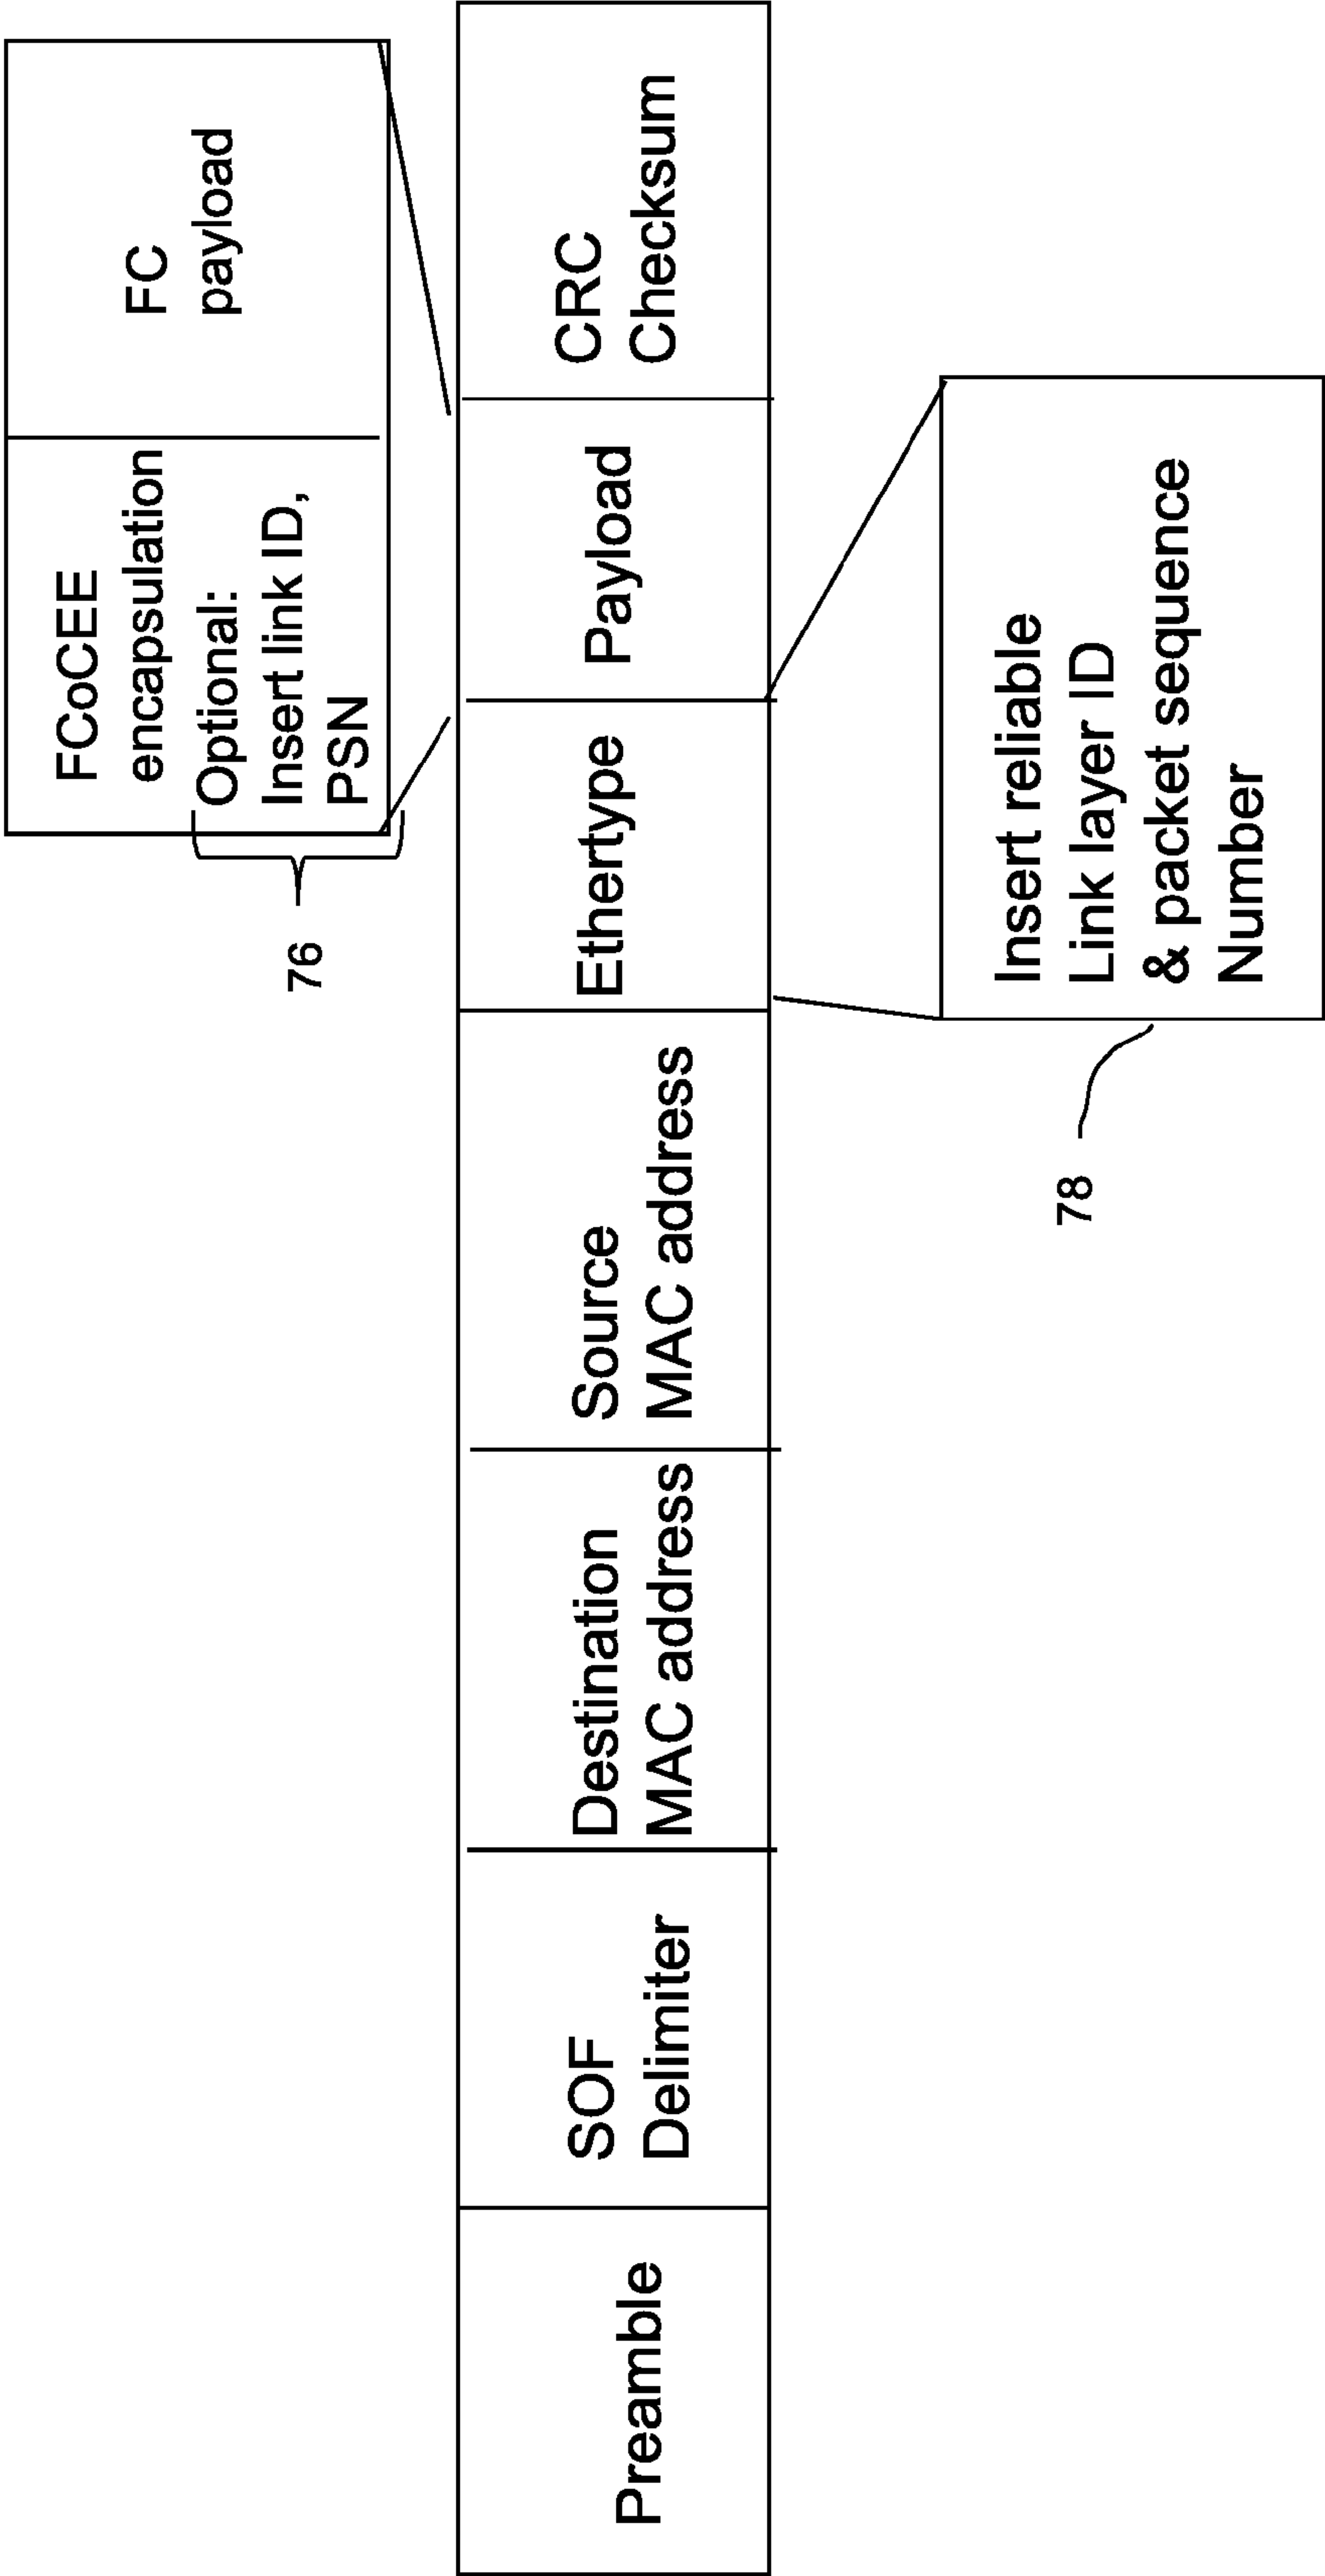 FCoCEE
encapsulation
Optional:
Insert link ID,
PSN
FC
payload
76
Preamble
SOF
Delimiter
Destination
MAC address
Source
MAC address
Ethertype
Payload
CRC
Checksum
78
Insert reliable
Link layer ID
& packet sequence
Number